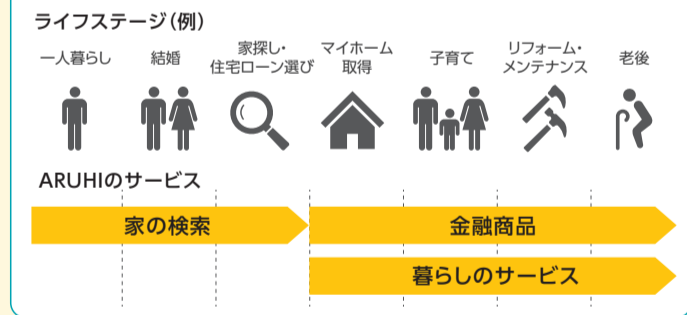 ライフステージ（例）
一人暮らし
結婚
家探し・
住宅ローン選び
マイホーム
取得
子育て
リフォーム・
メンテナンス
老後
ARUHIのサービス
家の検索
金融商品
暮らしのサービス